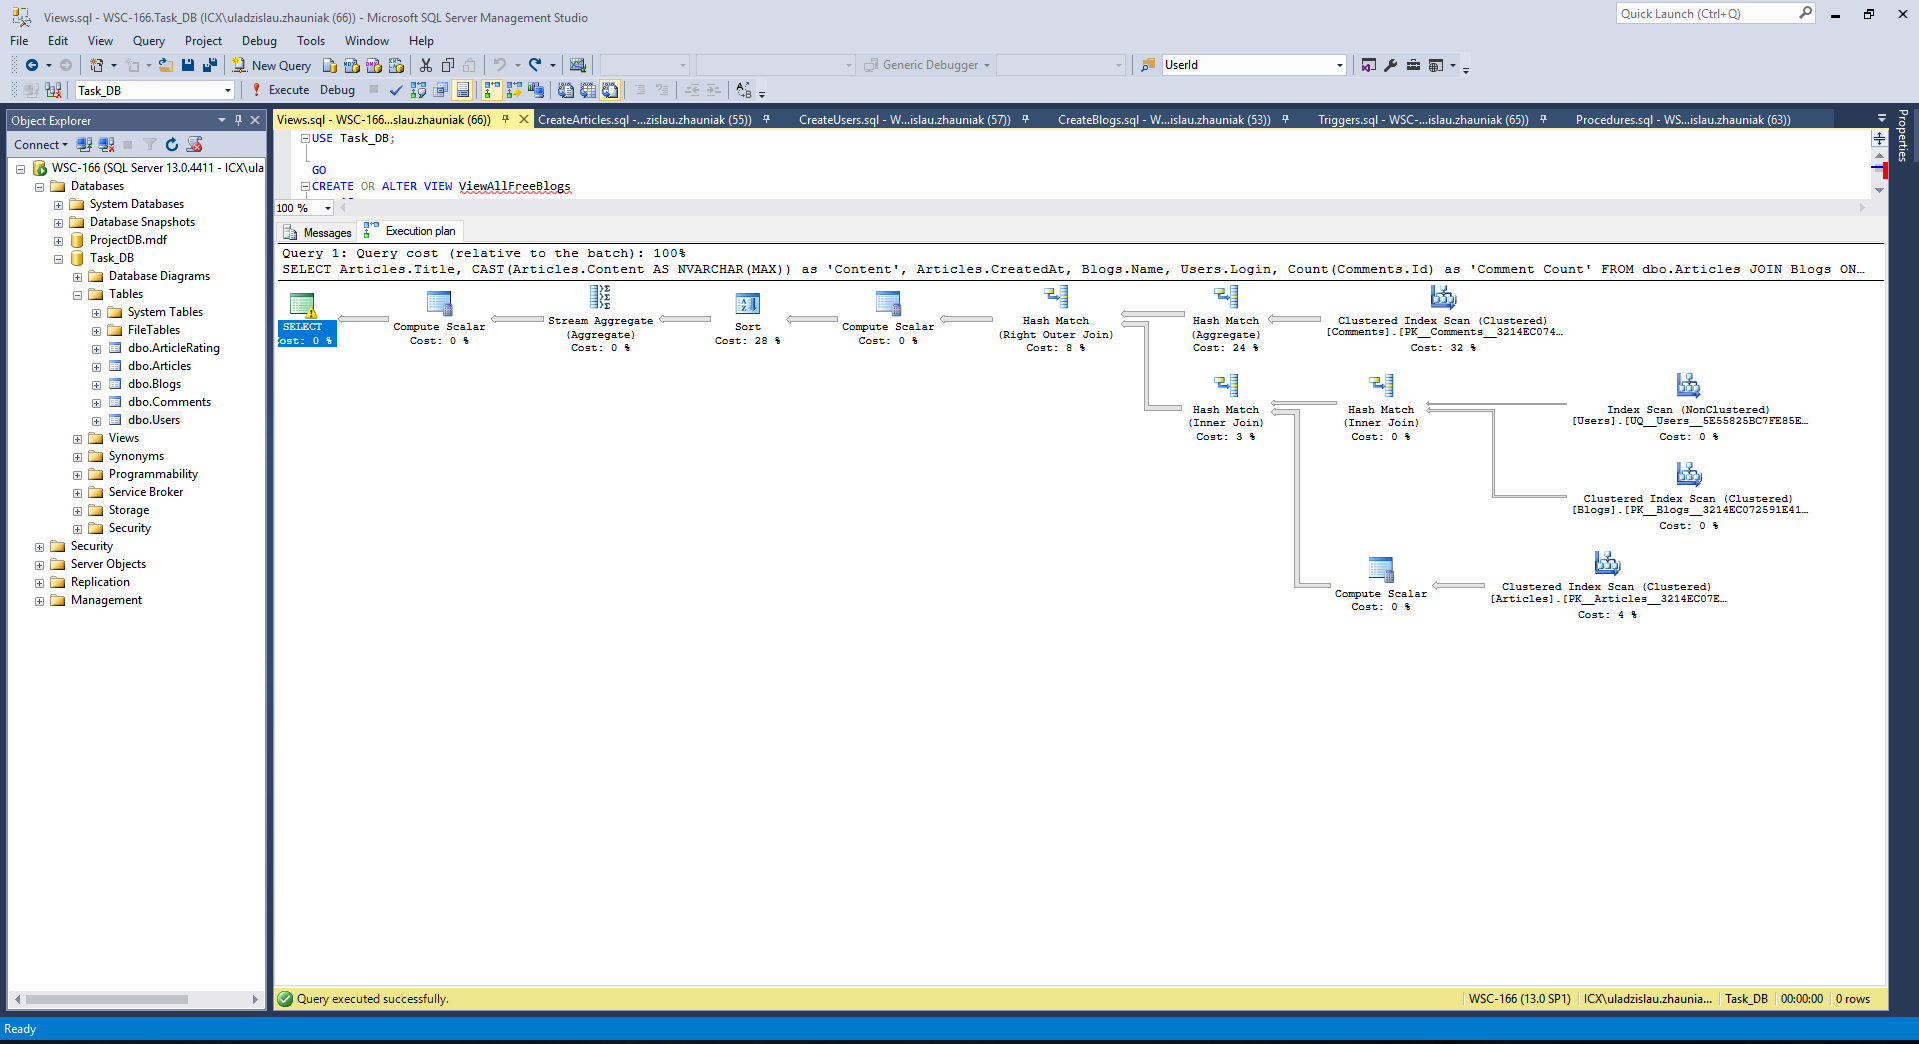 Views.sql - WSC-166.Task_DB (ICX\uladzislau.zhauniak (66)) - Microsoft SQL Server Management Studio
Quick Launch (Ctrl+Q)
File Edit View Query Project Debug Tools Window Help
New Query
Generic Debugger
UserId
Task_DB
Execute Debug
Object Explorer
Connect
WSC-166 (SQL Server 13.0.4411 - ICX\ula
Databases
System Databases
Database Snapshots
ProjectDB.mdf
Task_DB
Database Diagrams
Tables
System Tables
FileTables
dbo.ArticleRating
dbo.Articles
dbo.Blogs
dbo.Comments
dbo.Users
Views
Synonyms
Programmability
Service Broker
Storage
Security
Security
Server Objects
Replication
Management
Views.sql - WSC-166...slau.zhauniak (66)) CreateArticles.sql -...zislau.zhauniak (55)) CreateUsers.sql - W...islau.zhauniak (57)) CreateBlogs.sql - W...islau.zhauniak (53)) Triggers.sql - WSC-...islau.zhauniak (65)) Procedures.sql - WS...islau.zhauniak (63))
Properties
USE Task_DB;
GO
CREATE OR ALTER VIEW ViewAllFreeBlogs
100 %
Messages Execution plan
Query 1: Query cost (relative to the batch): 100%
SELECT Articles.Title, CAST(Articles.Content AS NVARCHAR(MAX)) as 'Content', Articles.CreatedAt, Blogs.Name, Users.Login, Count(Comments.Id) as 'Comment Count' FROM dbo.Articles JOIN Blogs ON…
SELECT
Cost: 0 %
Compute Scalar
Cost: 0 %
Stream Aggregate
(Aggregate)
Cost: 0 %
Sort
Cost: 28 %
Compute Scalar
Cost: 0 %
Hash Match
(Right Outer Join)
Cost: 8 %
Hash Match
(Aggregate)
Cost: 24 %
Clustered Index Scan (Clustered)
[Comments].[PK__Comments__3214EC074…
Cost: 32 %
Hash Match
(Inner Join)
Cost: 3 %
Hash Match
(Inner Join)
Cost: 0 %
Index Scan (NonClustered)
[Users].[UQ__Users__5E55825BC7FE85E…
Cost: 0 %
Clustered Index Scan (Clustered)
[Blogs].[PK__Blogs__3214EC072591E41…
Cost: 0 %
Compute Scalar
Cost: 0 %
Clustered Index Scan (Clustered)
[Articles].[PK__Articles__3214EC07E…
Cost: 4 %
Query executed successfully.
WSC-166 (13.0 SP1) ICX\uladzislau.zhaunia... Task_DB 00:00:00 0 rows
Ready